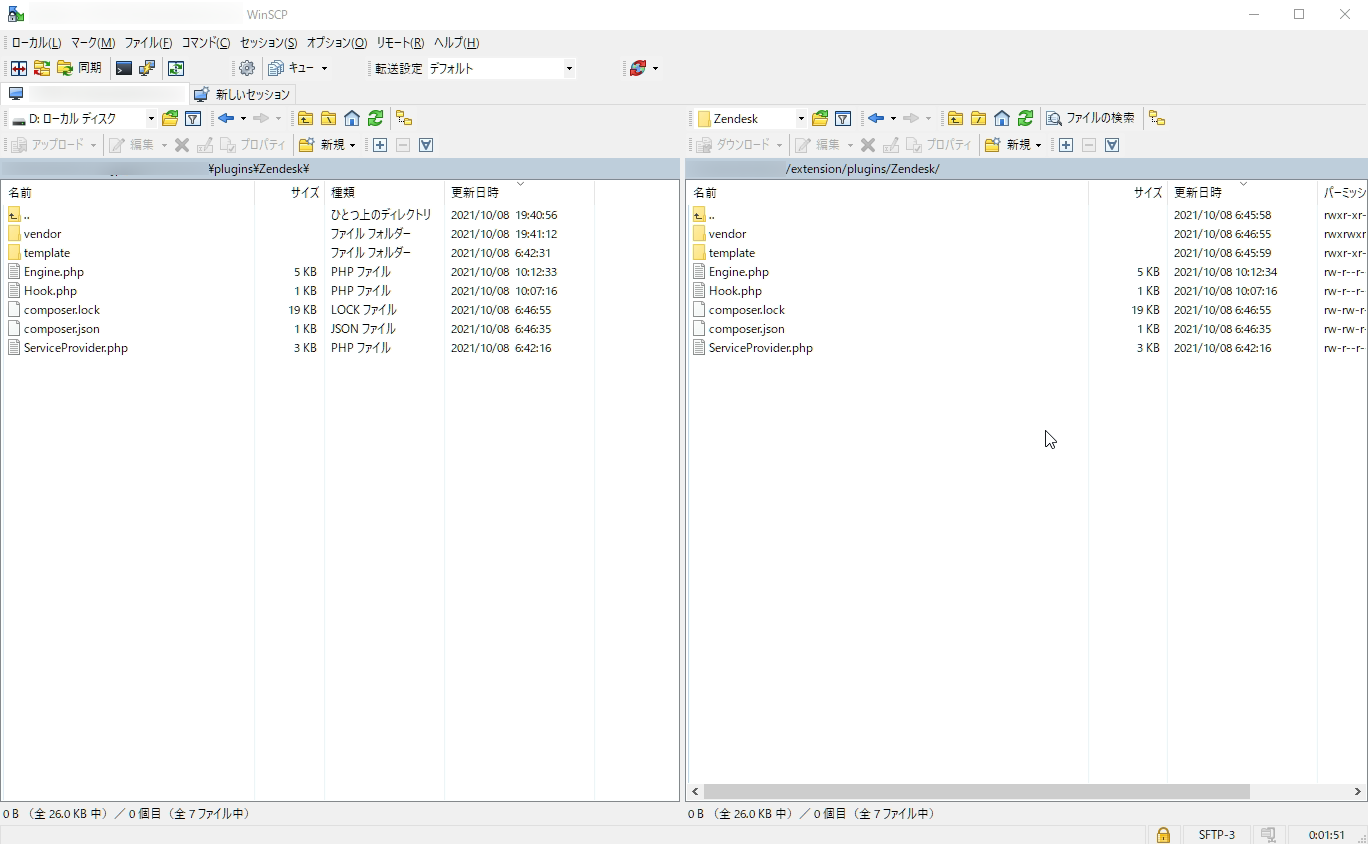 WinSCP
ローカル(L) マーク(M) ファイル(F) コマンド(C) セッション(S) オプション(O) リモート(R) ヘルプ(H)
同期 キュー 転送設定 デフォルト
新しいセッション
D: ローカル ディスク
アップロード 編集 プロパティ 新規
¥plugins¥Zendesk¥
名前 サイズ 種類 更新日時
.. ひとつ上のディレクトリ 2021/10/08 19:40:56
vendor ファイル フォルダー 2021/10/08 19:41:12
template ファイル フォルダー 2021/10/08 6:42:31
Engine.php 5 KB PHP ファイル 2021/10/08 10:12:33
Hook.php 1 KB PHP ファイル 2021/10/08 10:07:16
composer.lock 19 KB LOCK ファイル 2021/10/08 6:46:55
composer.json 1 KB JSON ファイル 2021/10/08 6:46:35
ServiceProvider.php 3 KB PHP ファイル 2021/10/08 6:42:16
0 B （全 26.0 KB 中）／ 0 個目（全 7 ファイル中）
Zendesk ファイルの検索
ダウンロード 編集 プロパティ 新規
/extension/plugins/Zendesk/
名前 サイズ 更新日時 パーミッシ
.. 2021/10/08 6:45:58 rwxr-xr-
vendor 2021/10/08 6:46:55 rwxrwxr
template 2021/10/08 6:45:59 rwxr-xr-
Engine.php 5 KB 2021/10/08 10:12:34 rw-r--r-
Hook.php 1 KB 2021/10/08 10:07:16 rw-r--r-
composer.lock 19 KB 2021/10/08 6:46:55 rw-rw-r-
composer.json 1 KB 2021/10/08 6:46:35 rw-rw-r-
ServiceProvider.php 3 KB 2021/10/08 6:42:16 rw-r--r-
0 B （全 26.0 KB 中）／ 0 個目（全 7 ファイル中）
SFTP-3 0:01:51